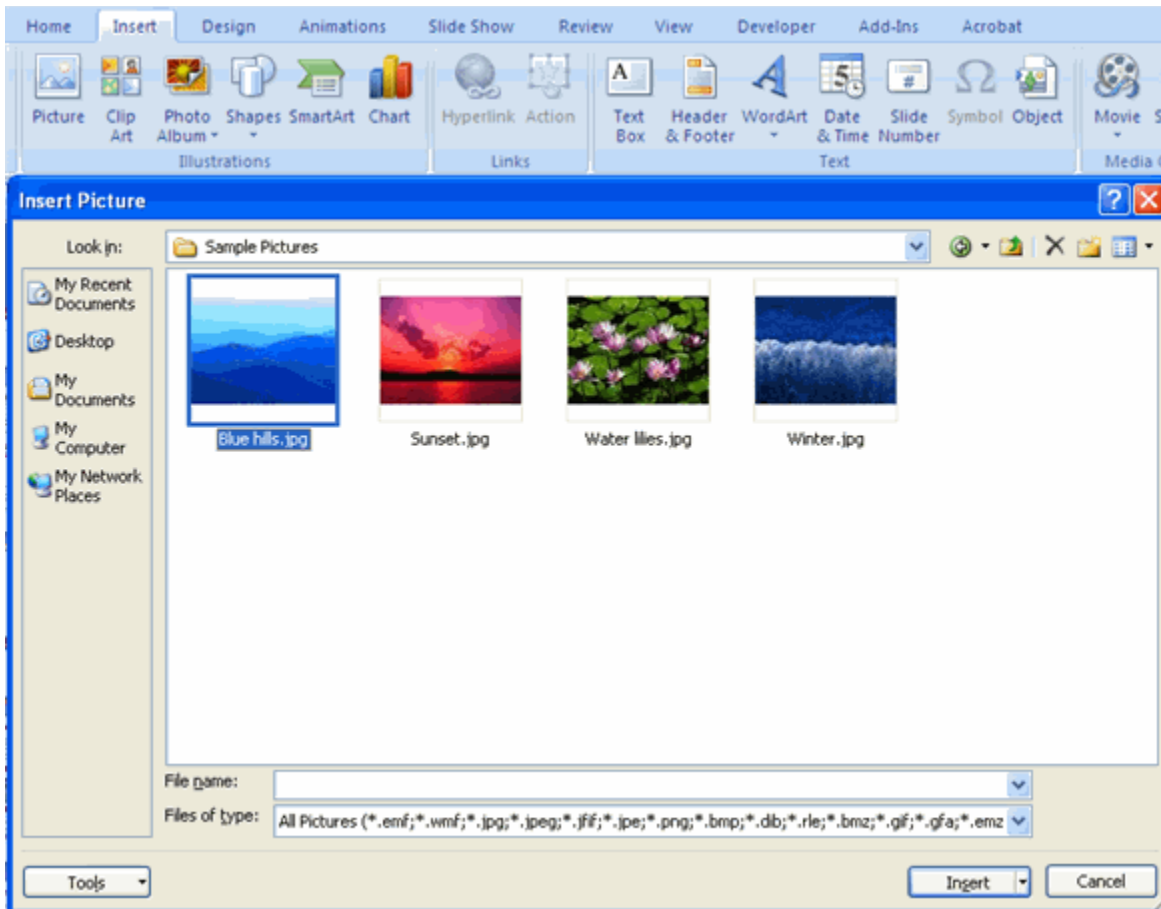 Home Insert Design Animations Slide Show Review View Developer Add-Ins Acrobat
Picture Clip Art Photo Album Shapes SmartArt Chart Hyperlink Action Text Box Header & Footer WordArt Date & Time Slide Number Symbol Object Movie S
Illustrations Links Text Media
Insert Picture
Look in: Sample Pictures
My Recent
Documents
Desktop
My
Documents
My
Computer
My Network
Places
Blue hills.jpg Sunset.jpg Water lilies.jpg Winter.jpg
File name:
Files of type: All Pictures (*.emf;*.wmf;*.jpg;*.jpeg;*.jfif;*.jpe;*.png;*.bmp;*.dib;*.rle;*.bmz;*.gif;*.gfa;*.emz
Tools Insert Cancel